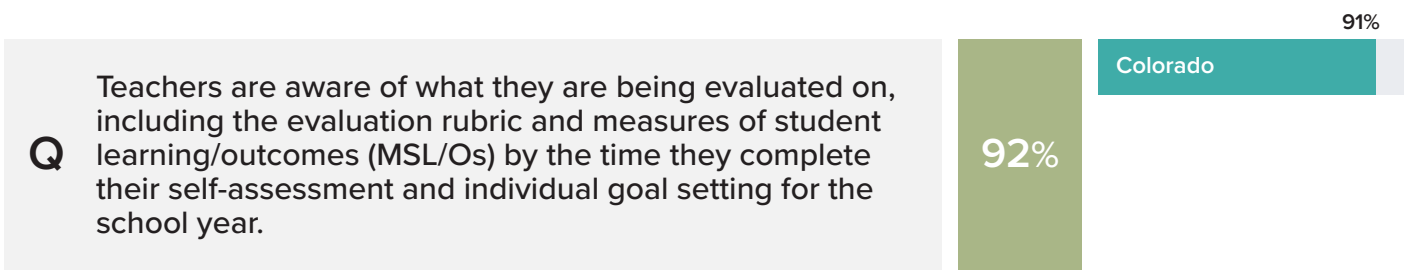 91%
Colorado
Q
Teachers are aware of what they are being evaluated on,
including the evaluation rubric and measures of student
learning/outcomes (MSL/Os) by the time they complete
their self-assessment and individual goal setting for the
school year.
92%